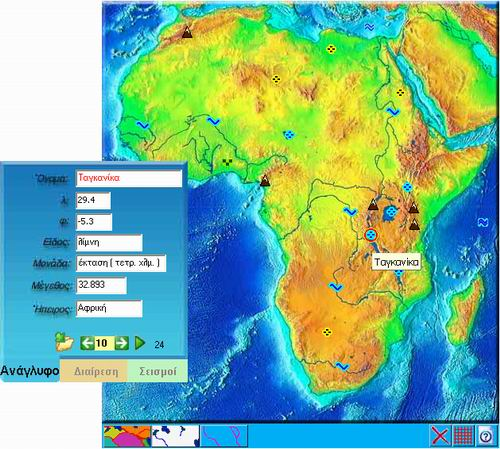 Όνομα: Ταγκανίκα
λ: 29.4
φ: -5.3
Είδος: λίμνη
Μονάδα: έκταση ( τετρ. χλμ. )
Μέγεθος: 32.893
Ήπειρος: Αφρική
10 24
Ανάγλυφο Διαίρεση Σεισμοί
Ταγκανίκα